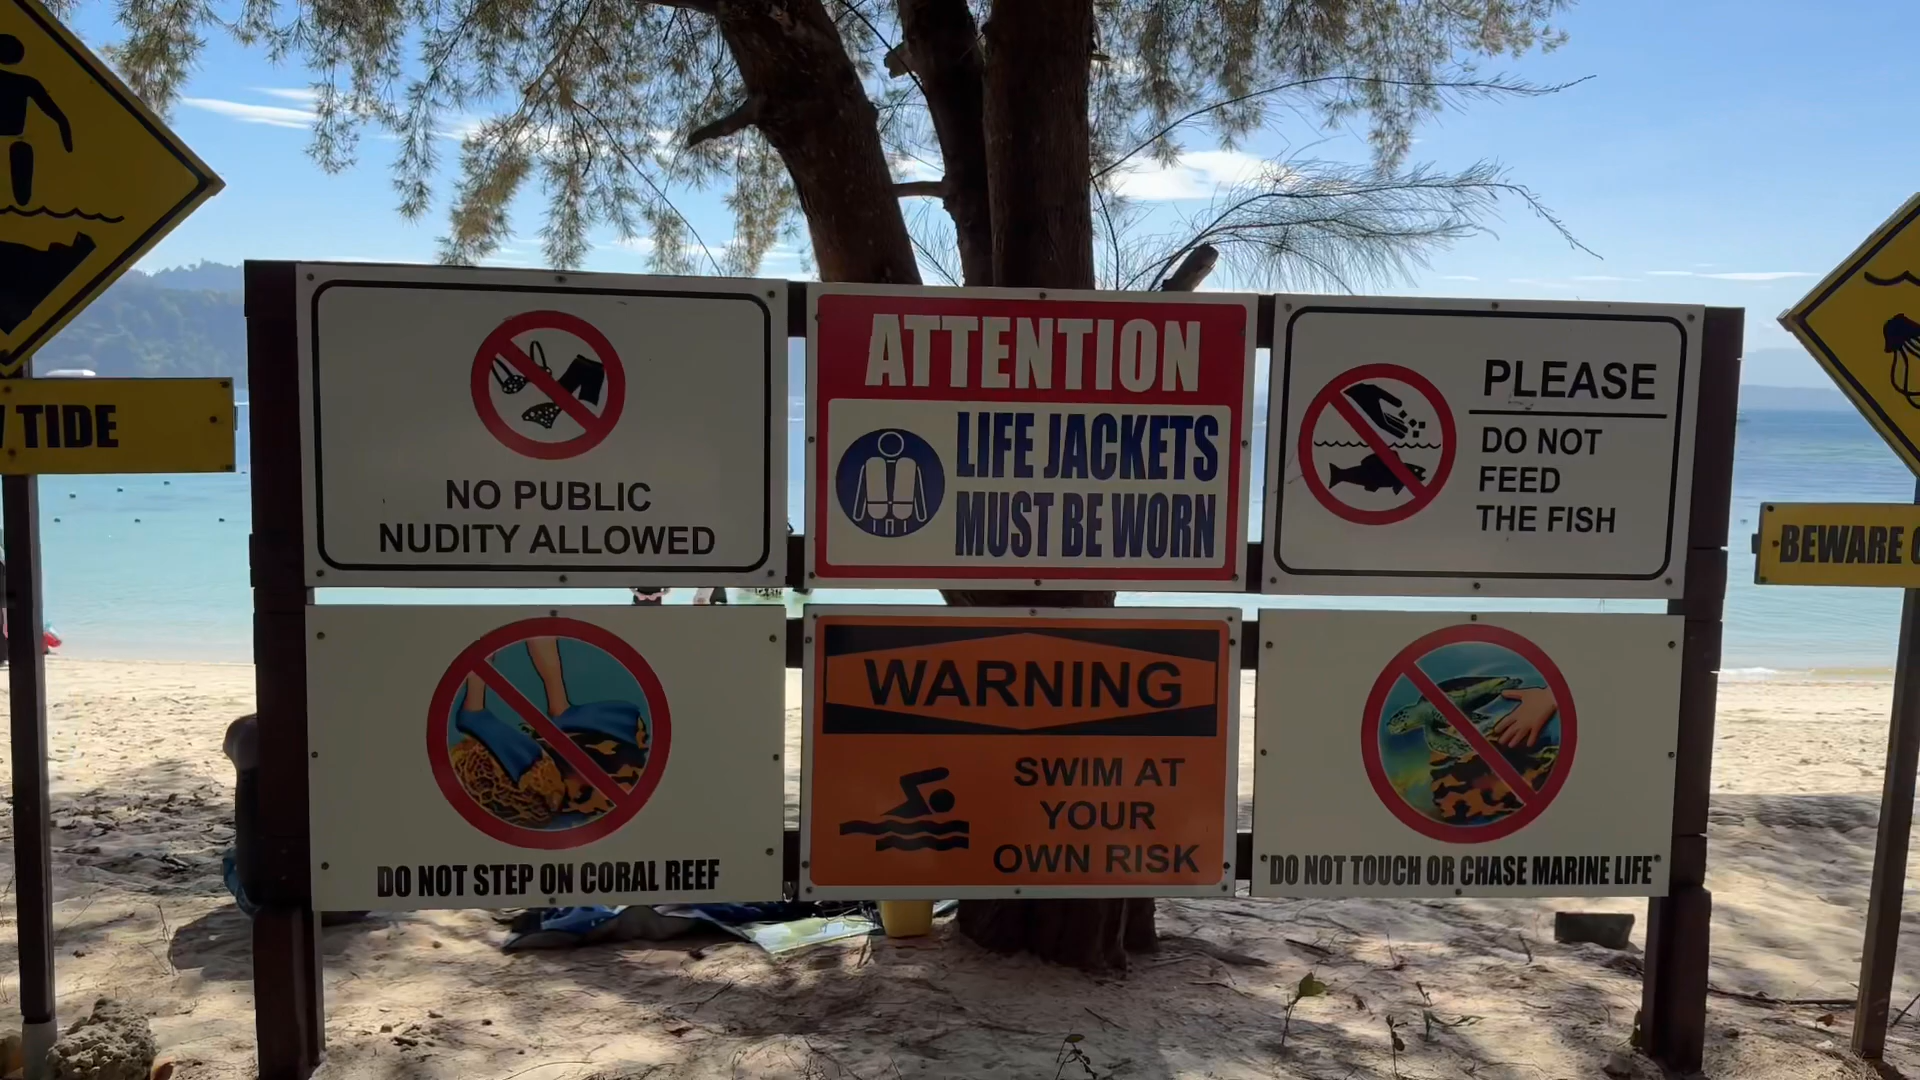 TIDE
NO PUBLIC
NUDITY ALLOWED
ATTENTION
LIFE JACKETS
MUST BE WORN
PLEASE
DO NOT
FEED
THE FISH
BEWARE
DO NOT STEP ON CORAL REEF
WARNING
SWIM AT
YOUR
OWN RISK
DO NOT TOUCH OR CHASE MARINE LIFE